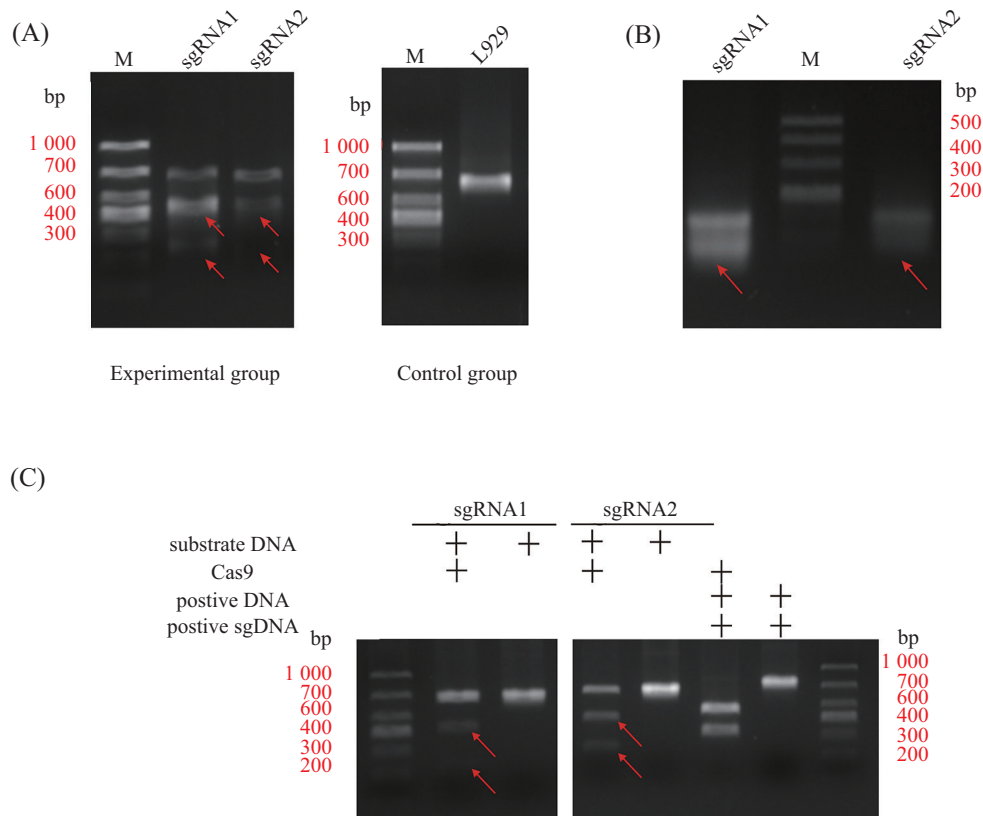 (A)
M sgRNA1 sgRNA2
bp
1 000
700
600
400
300
Experimental group
M L929
bp
1 000
700
600
400
300
Control group
(B)
sgRNA1 M sgRNA2
bp
500
400
300
200
(C)
sgRNA1 sgRNA2
substrate DNA + + + +
Cas9 + + +
postive DNA + +
postive sgDNA + +
bp
1 000
700
600
400
300
200
bp
1 000
700
600
400
300
200